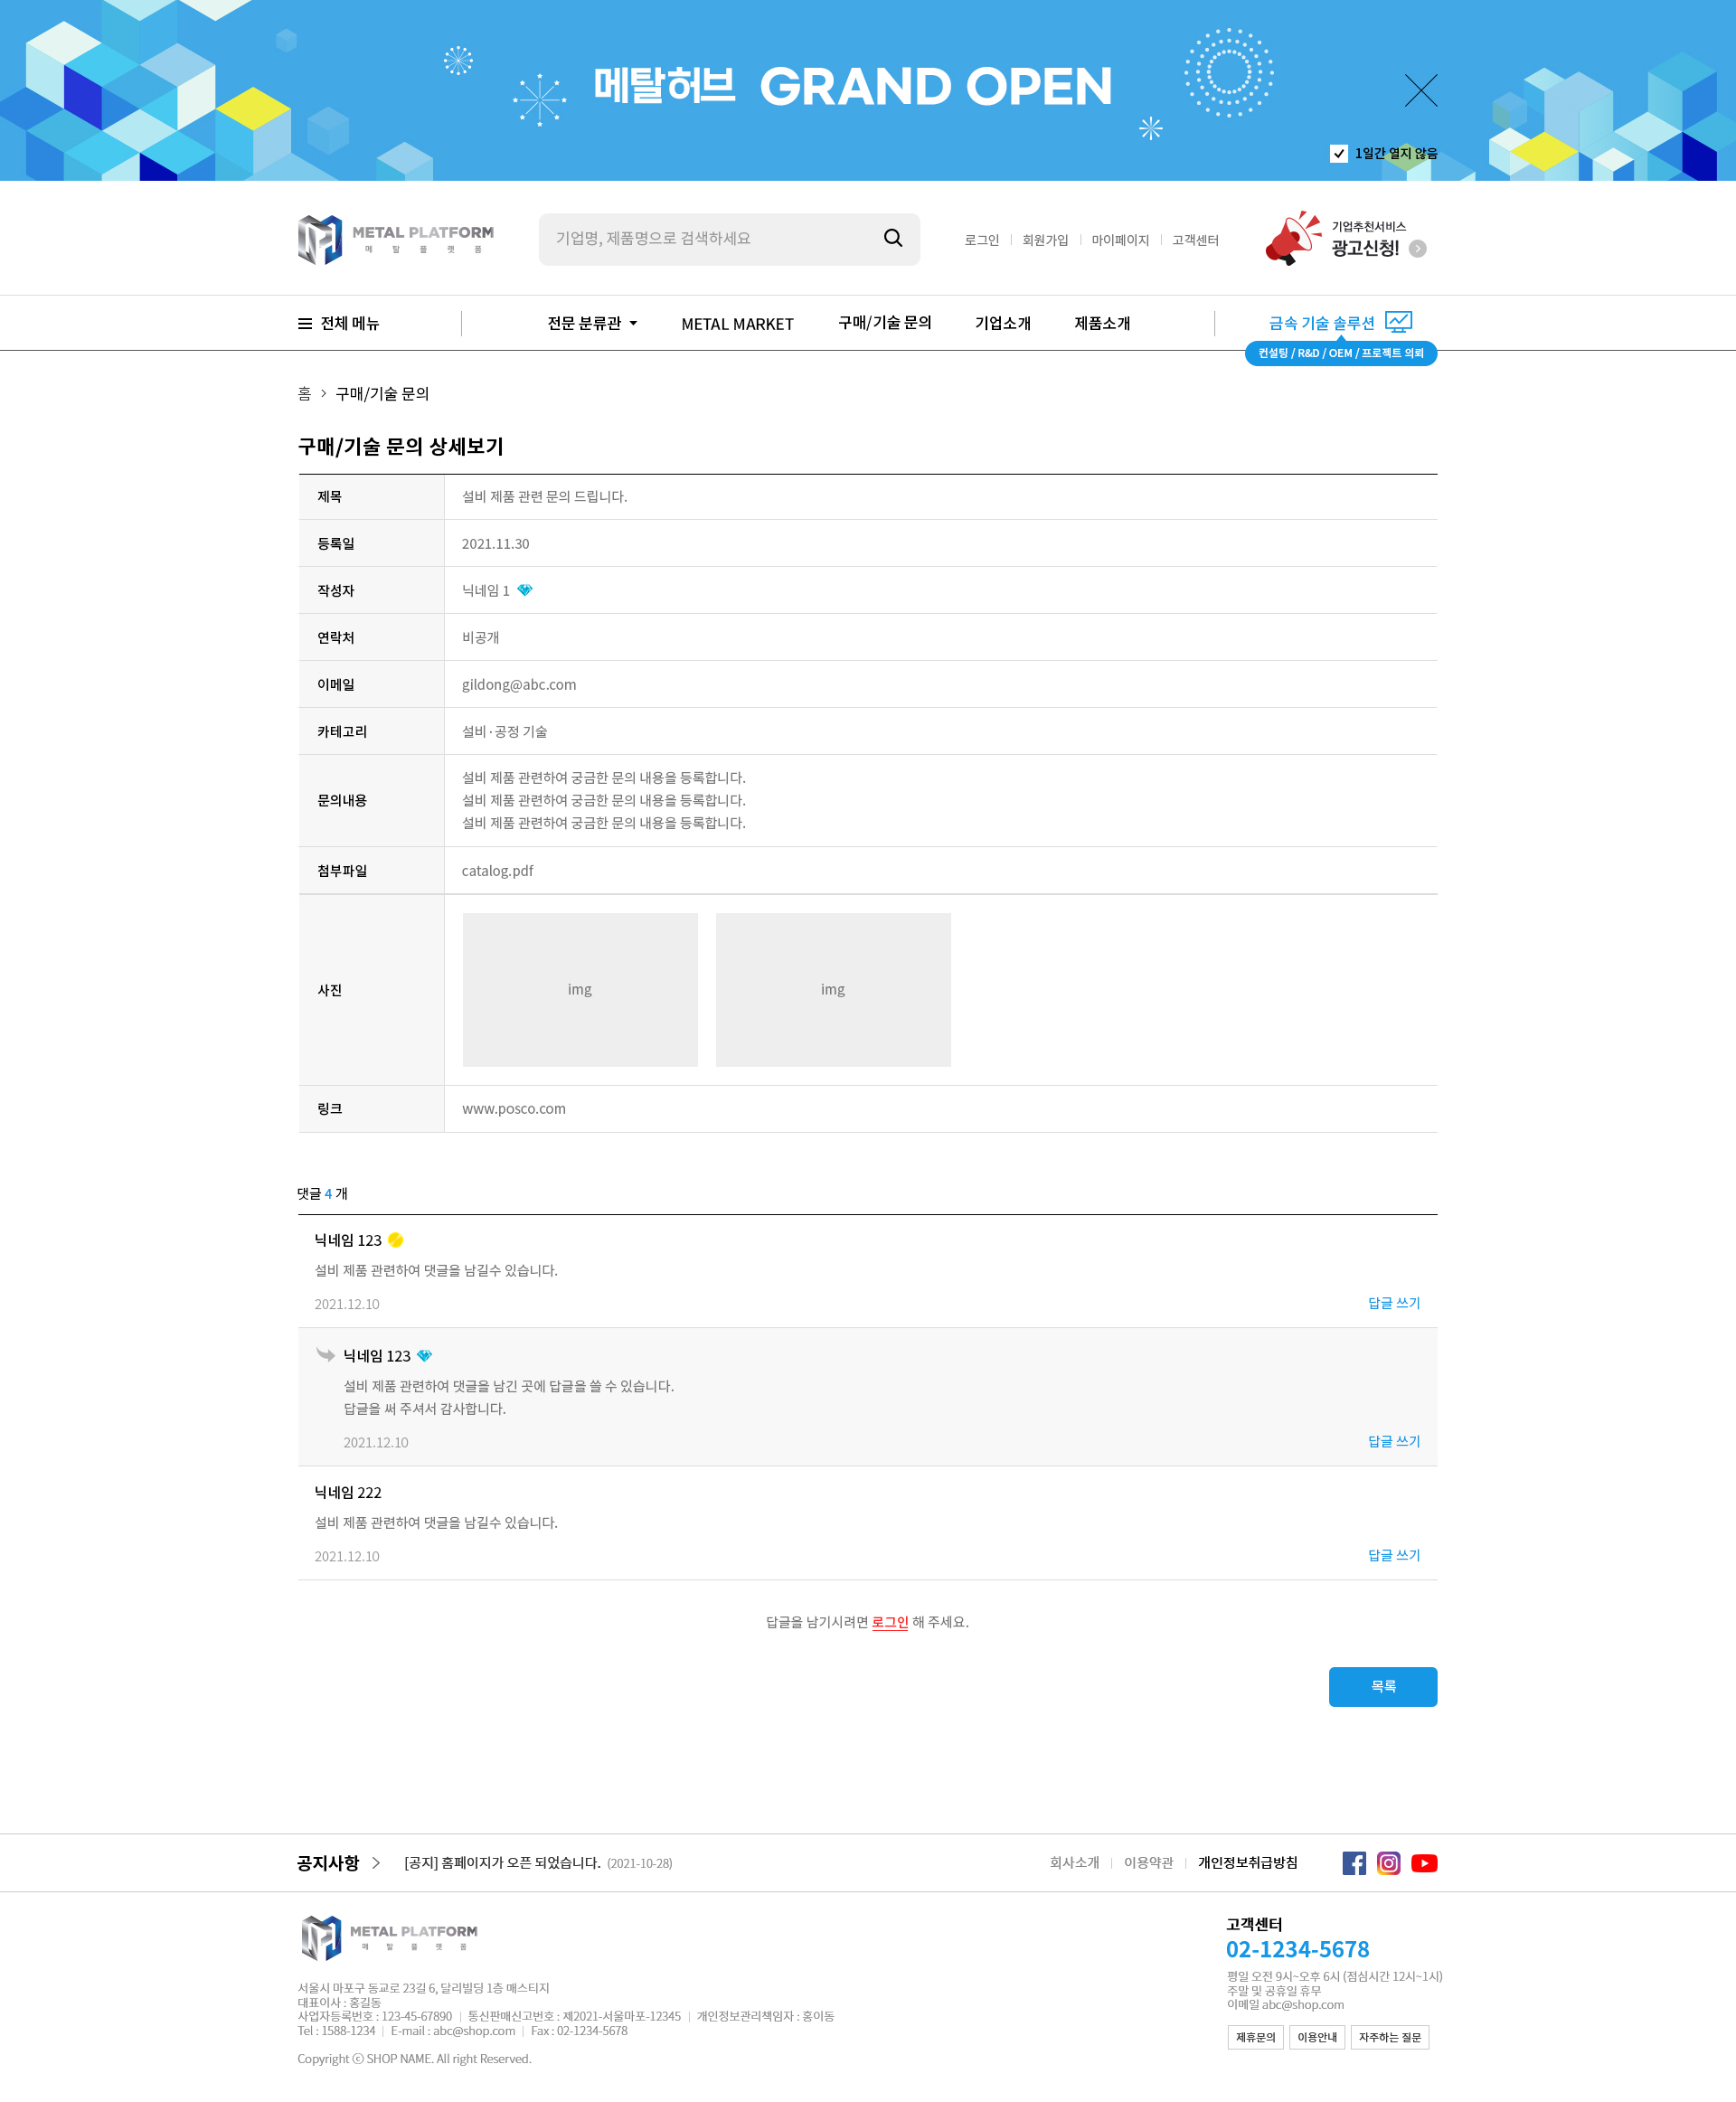 메탈허브 GRAND OPEN
1일간 열지 않음
METAL PLATFORM
메 탈 플 랫 폼
기업명, 제품명으로 검색하세요
로그인 | 회원가입 | 마이페이지 | 고객센터
기업추천서비스
광고신청!
전체 메뉴
전문 분류관
METAL MARKET
구매/기술 문의
기업소개
제품소개
금속 기술 솔루션
컨설팅 / R&D / OEM / 프로젝트 의뢰
홈 > 구매/기술 문의
구매/기술 문의 상세보기
제목 설비 제품 관련 문의 드립니다.
등록일 2021.11.30
작성자 닉네임 1
연락처 비공개
이메일 gildong@abc.com
카테고리 설비·공정 기술
문의내용
설비 제품 관련하여 궁금한 문의 내용을 등록합니다.
설비 제품 관련하여 궁금한 문의 내용을 등록합니다.
설비 제품 관련하여 궁금한 문의 내용을 등록합니다.
첨부파일 catalog.pdf
사진 img img
링크 www.posco.com
댓글 4 개
닉네임 123
설비 제품 관련하여 댓글을 남길수 있습니다.
2021.12.10 답글 쓰기
닉네임 123
설비 제품 관련하여 댓글을 남긴 곳에 답글을 쓸 수 있습니다.
답글을 써 주셔서 감사합니다.
2021.12.10 답글 쓰기
닉네임 222
설비 제품 관련하여 댓글을 남길수 있습니다.
2021.12.10 답글 쓰기
답글을 남기시려면 로그인 해 주세요.
목록
공지사항 > [공지] 홈페이지가 오픈 되었습니다. (2021-10-28)
회사소개 | 이용약관 | 개인정보취급방침
METAL PLATFORM
메 탈 플 랫 폼
서울시 마포구 동교로 23길 6, 달리빌딩 1층 매스티지
대표이사 : 홍길동
사업자등록번호 : 123-45-67890 | 통신판매신고번호 : 재2021-서울마포-12345 | 개인정보관리책임자 : 홍이동
Tel : 1588-1234 | E-mail : abc@shop.com | Fax : 02-1234-5678
Copyright ⓒ SHOP NAME. All right Reserved.
고객센터
02-1234-5678
평일 오전 9시~오후 6시 (점심시간 12시~1시)
주말 및 공휴일 휴무
이메일 abc@shop.com
제휴문의 이용안내 자주하는 질문